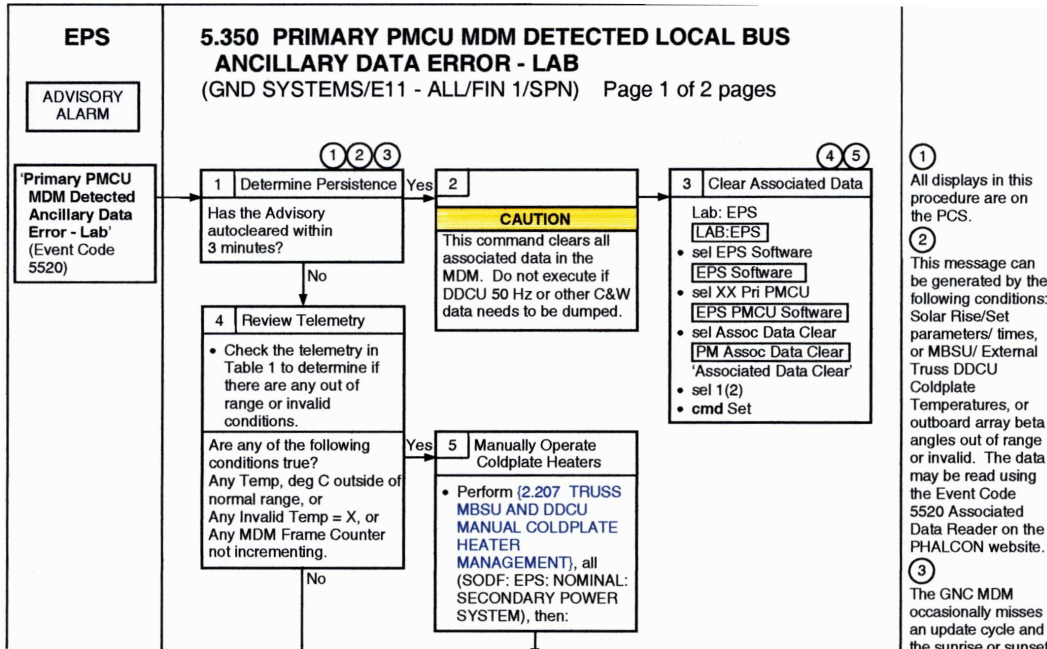 EPS
ADVISORY
ALARM
5.350 PRIMARY PMCU MDM DETECTED LOCAL BUS
ANCILLARY DATA ERROR - LAB
(GND SYSTEMS/E11 - ALL/FIN 1/SPN) Page 1 of 2 pages
'Primary PMCU
MDM Detected
Ancillary Data
Error - Lab'
(Event Code
5520)
1 2 3
1 Determine Persistence
Has the Advisory
autocleared within
3 minutes?
Yes
No
2
CAUTION
This command clears all
associated data in the
MDM. Do not execute if
DDCU 50 Hz or other C&W
data needs to be dumped.
4 5
3 Clear Associated Data
Lab: EPS
LAB:EPS
• sel EPS Software
EPS Software
• sel XX Pri PMCU
EPS PMCU Software
• sel Assoc Data Clear
PM Assoc Data Clear
'Associated Data Clear'
• sel 1(2)
• cmd Set
4 Review Telemetry
• Check the telemetry in
Table 1 to determine if
there are any out of
range or invalid
conditions.
Are any of the following
conditions true?
Any Temp, deg C outside of
normal range, or
Any Invalid Temp = X, or
Any MDM Frame Counter
not incrementing.
Yes
No
5 Manually Operate
Coldplate Heaters
• Perform {2.207 TRUSS
MBSU AND DDCU
MANUAL COLDPLATE
HEATER
MANAGEMENT}, all
(SODF: EPS: NOMINAL:
SECONDARY POWER
SYSTEM), then:
1
All displays in this
procedure are on
the PCS.
2
This message can
be generated by the
following conditions:
Solar Rise/Set
parameters/ times,
or MBSU/ External
Truss DDCU
Coldplate
Temperatures, or
outboard array beta
angles out of range
or invalid. The data
may be read using
the Event Code
5520 Associated
Data Reader on the
PHALCON website.
3
The GNC MDM
occasionally misses
an update cycle and
the sunrise or sunset